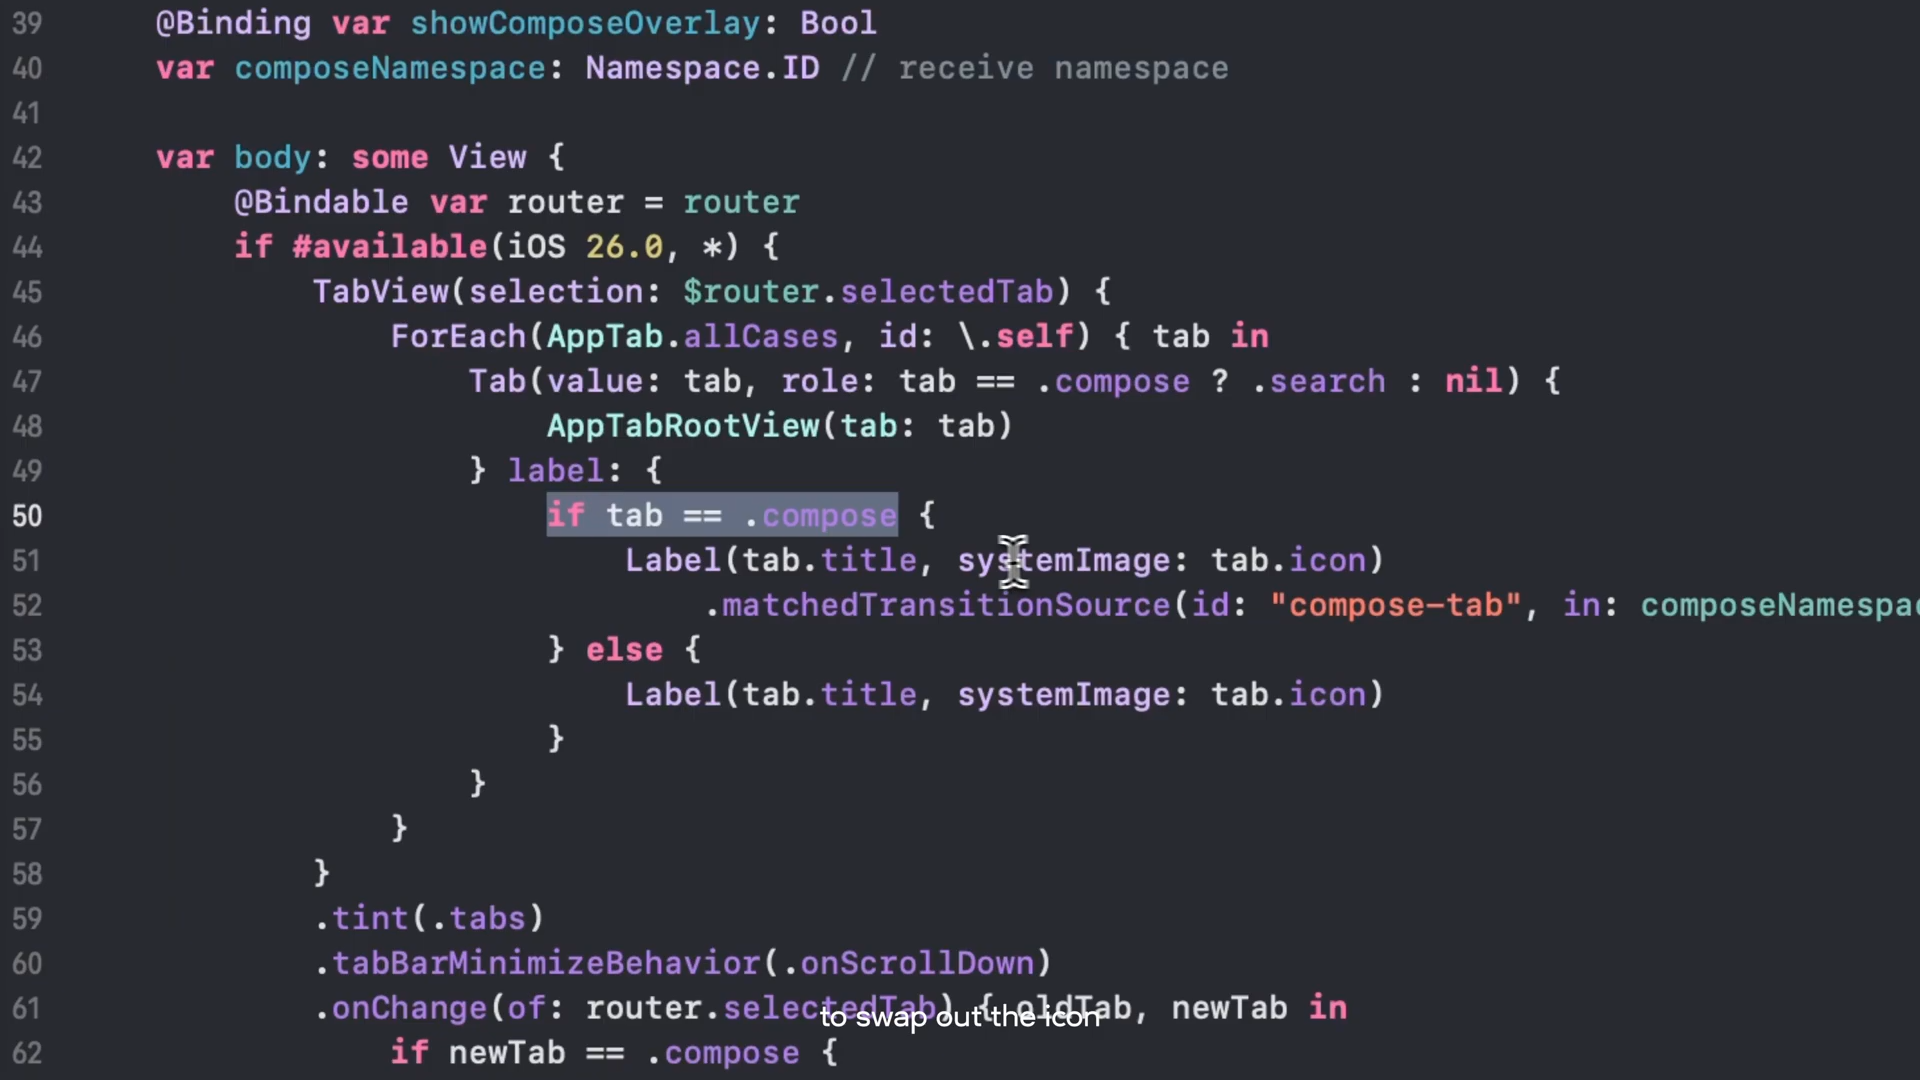 39 @Binding var showComposeOverlay: Bool
40 var composeNamespace: Namespace.ID // receive namespace
41
42 var body: some View {
43 @Bindable var router = router
44 if #available(iOS 26.0, *) {
45 TabView(selection: $router.selectedTab) {
46 ForEach(AppTab.allCases, id: \.self) { tab in
47 Tab(value: tab, role: tab == .compose ? .search : nil) {
48 AppTabRootView(tab: tab)
49 } label: {
50 if tab == .compose {
51 Label(tab.title, systemImage: tab.icon)
52 .matchedTransitionSource(id: "compose-tab", in: composeNamespac
53 } else {
54 Label(tab.title, systemImage: tab.icon)
55 }
56 }
57 }
58 }
59 .tint(.tabs)
60 .tabBarMinimizeBehavior(.onScrollDown)
61 .onChange(of: router.selectedTab) { oldTab, newTab in
to swap out the icon
62 if newTab == .compose {